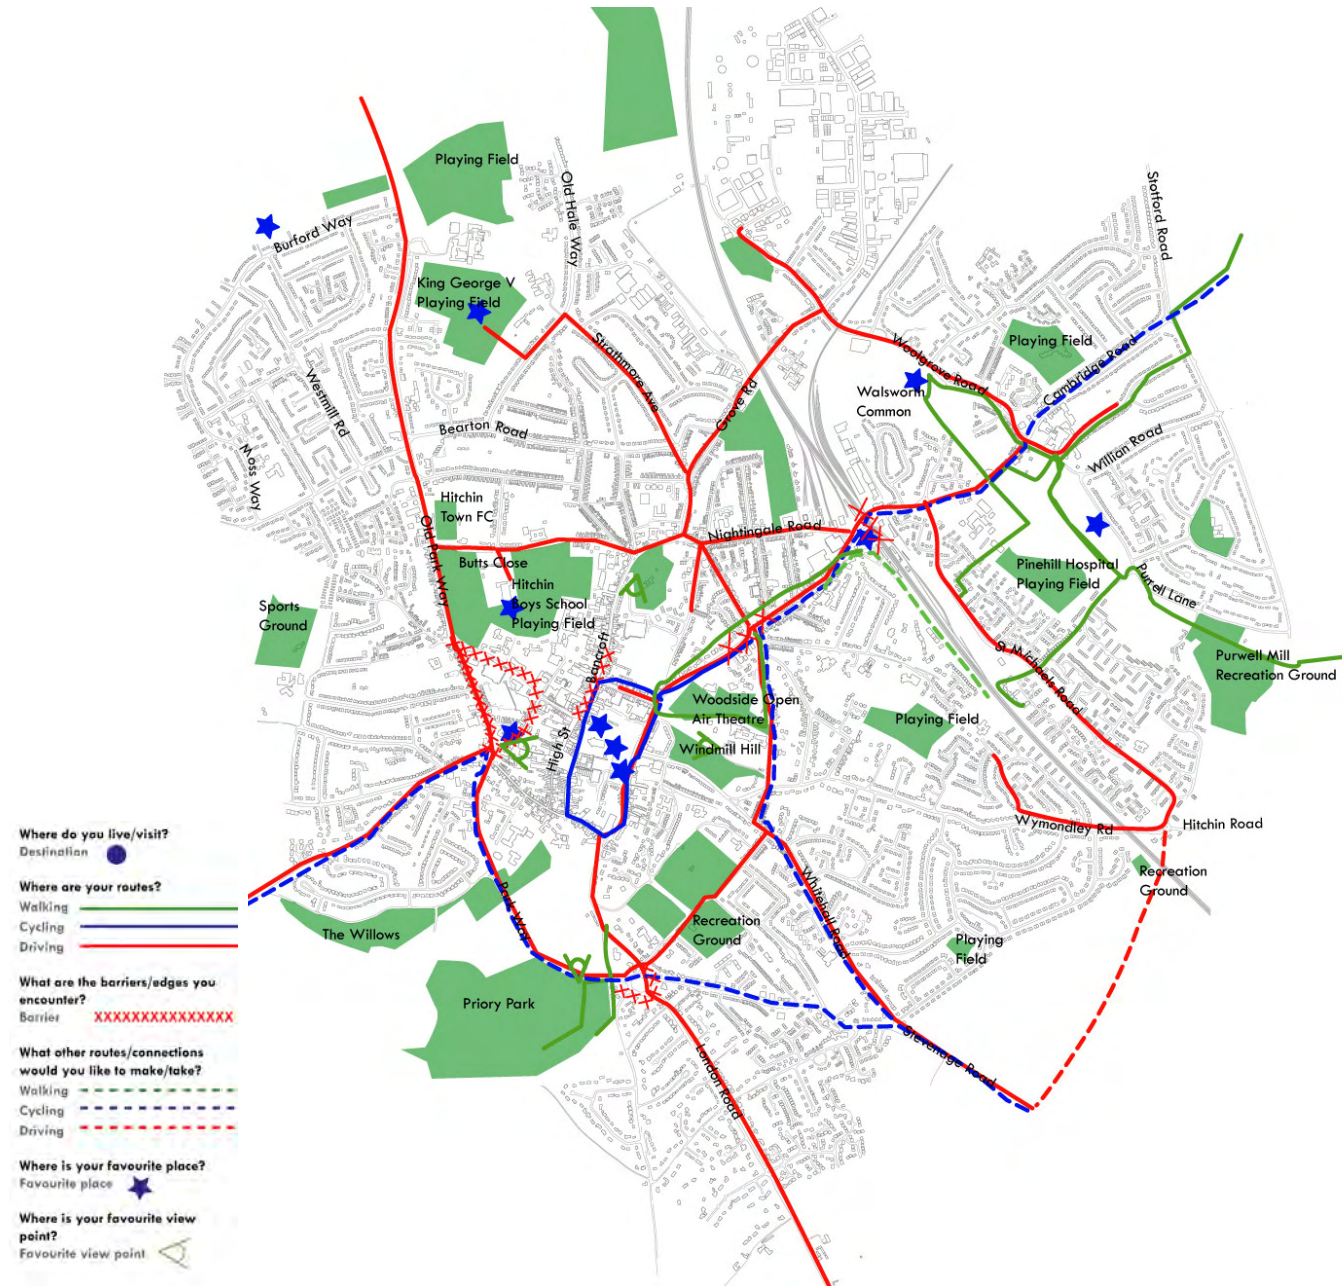 Playing Field
Old Hale Way
Stotford Road
Burford Way
King George V
Playing Field
Playing Field
Strathmore Ave
Woolgrove Road
Cambridge Road
Westmill Rd
Grove Rd
Walsworth
Common
Bearton Road
Willian Road
Moss Way
Hitchin
Town FC
Old Park Way
Nightingale Road
Butts Close
Pinehill Hospital
Playing Field
Purwell Lane
Hitchin
Boys School
Playing Field
Sports
Ground
Bancroft
St Michaels Road
Purwell Mill
Recreation Ground
Woodside Open
Air Theatre
Playing Field
High St
Windmill Hill
Wymondley Rd
Hitchin Road
Recreation
Ground
Whitehall Road
Park Way
The Willows
Recreation
Ground
Playing
Field
Priory Park
Stevenage Road
London Road
Where do you live/visit?
Destination
Where are your routes?
Walking
Cycling
Driving
What are the barriers/edges you
encounter?
Barrier XXXXXXXXXXXXXXX
What other routes/connections
would you like to make/take?
Walking
Cycling
Driving
Where is your favourite place?
Favourite place
Where is your favourite view
point?
Favourite view point